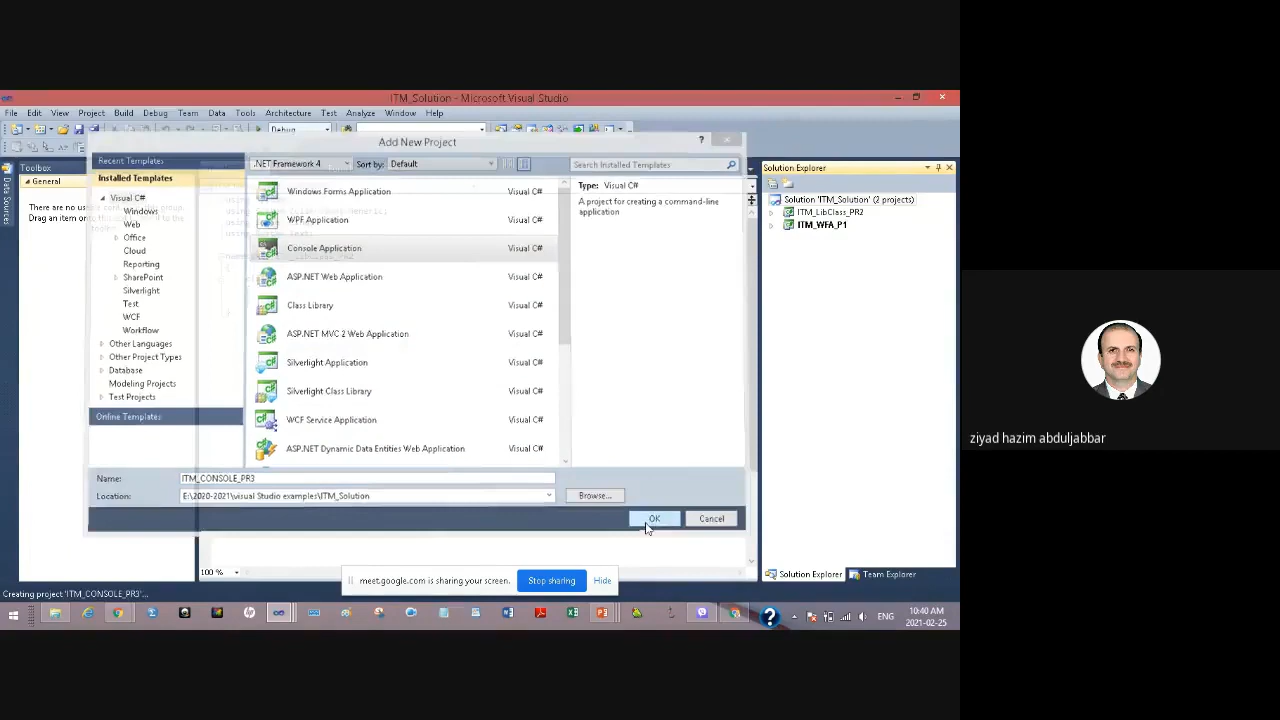 ITM_Solution - Microsoft Visual Studio
File Edit View Project Build Debug Team Data Tools Architecture Test Analyze Window Help
Debug
Add New Project
Toolbox
General
Data Sources
Recent Templates
Installed Templates
Visual C#
Windows
Web
Office
Cloud
Reporting
SharePoint
Silverlight
Test
WCF
Workflow
Other Languages
Other Project Types
Database
Modeling Projects
Test Projects
Online Templates
.NET Framework 4
Sort by: Default
Search Installed Templates
Windows Forms Application Visual C#
WPF Application Visual C#
Console Application Visual C#
ASP.NET Web Application Visual C#
Class Library Visual C#
ASP.NET MVC 2 Web Application Visual C#
Silverlight Application Visual C#
Silverlight Class Library Visual C#
WCF Service Application Visual C#
ASP.NET Dynamic Data Entities Web Application Visual C#
Type: Visual C#
A project for creating a command-line
application
Name: ITM_CONSOLE_PR3
Location: E:\2020-2021\visual Studio examples\ITM_Solution
Browse...
OK Cancel
Solution Explorer
Solution 'ITM_Solution' (2 projects)
ITM_LibClass_PR2
ITM_WFA_P1
100 %
Solution Explorer Team Explorer
meet.google.com is sharing your screen. Stop sharing Hide
Creating project 'ITM_CONSOLE_PR3'...
ENG
10:40 AM
2021-02-25
ziyad hazim abduljabbar